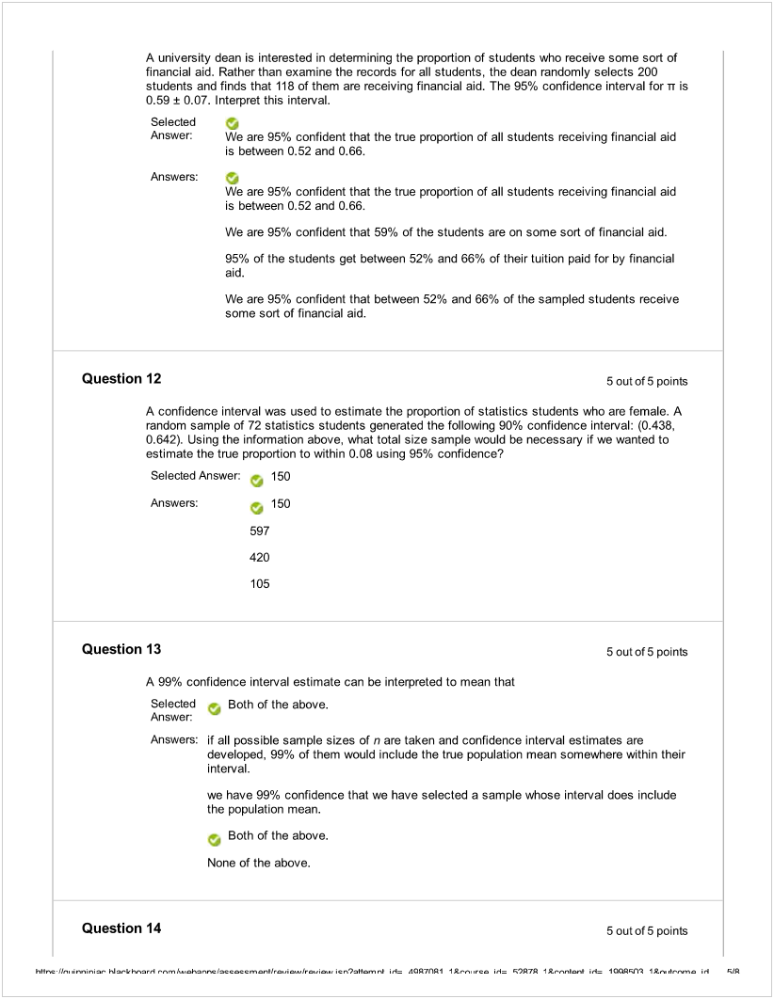 A university dean is interested in determining the proportion of students who receive some sort of
financial aid. Rather than examine the records for all students, the dean randomly selects 200
students and finds that 118 of them are receiving financial aid. The 95% confidence interval for π is
0.59 ± 0.07. Interpret this interval.
Selected
Answer:
We are 95% confident that the true proportion of all students receiving financial aid
is between 0.52 and 0.66.
Answers:
We are 95% confident that the true proportion of all students receiving financial aid
is between 0.52 and 0.66.
We are 95% confident that 59% of the students are on some sort of financial aid.
95% of the students get between 52% and 66% of their tuition paid for by financial
aid.
We are 95% confident that between 52% and 66% of the sampled students receive
some sort of financial aid.
Question 12
5 out of 5 points
A confidence interval was used to estimate the proportion of statistics students who are female. A
random sample of 72 statistics students generated the following 90% confidence interval: (0.438,
0.642). Using the information above, what total size sample would be necessary if we wanted to
estimate the true proportion to within 0.08 using 95% confidence?
Selected Answer: 150
Answers: 150
597
420
105
Question 13
5 out of 5 points
A 99% confidence interval estimate can be interpreted to mean that
Selected
Answer:
Both of the above.
Answers: if all possible sample sizes of n are taken and confidence interval estimates are
developed, 99% of them would include the true population mean somewhere within their
interval.
we have 99% confidence that we have selected a sample whose interval does include
the population mean.
Both of the above.
None of the above.
Question 14
5 out of 5 points
https://quinnipiac.blackboard.com/webapps/assessment/review/review.jsp?attempt_id=_4987081_1&course_id=_52878_1&content_id=_1998503_1&outcome_id... 5/8